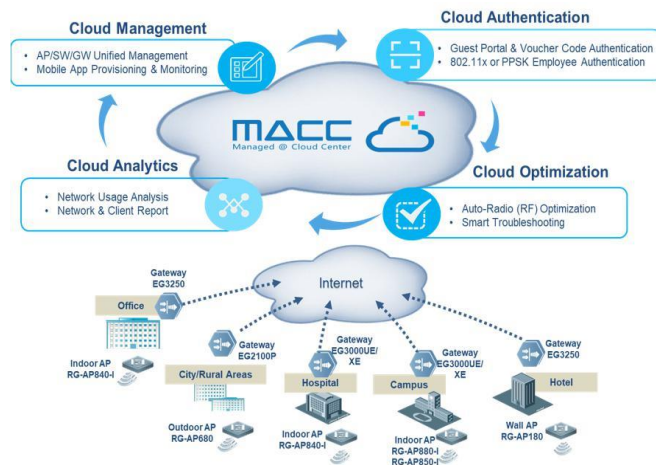 Cloud Management
• AP/SW/GW Unified Management
• Mobile App Provisioning & Monitoring
Cloud Authentication
• Guest Portal & Voucher Code Authentication
• 802.11x or PPSK Employee Authentication
MACC
Managed @ Cloud Center
Cloud Analytics
• Network Usage Analysis
• Network & Client Report
Cloud Optimization
• Auto-Radio (RF) Optimization
• Smart Troubleshooting
Internet
Gateway
EG3250
Office
Indoor AP
RG-AP840-I
Gateway
EG2100P
City/Rural Areas
Outdoor AP
RG-AP680
Gateway
EG3000UE/
XE
Hospital
Indoor AP
RG-AP840-I
Gateway
EG3000UE/
XE
Campus
Indoor AP
RG-AP880-I
RG-AP850-I
Gateway
EG3250
Hotel
Wall AP
RG-AP180